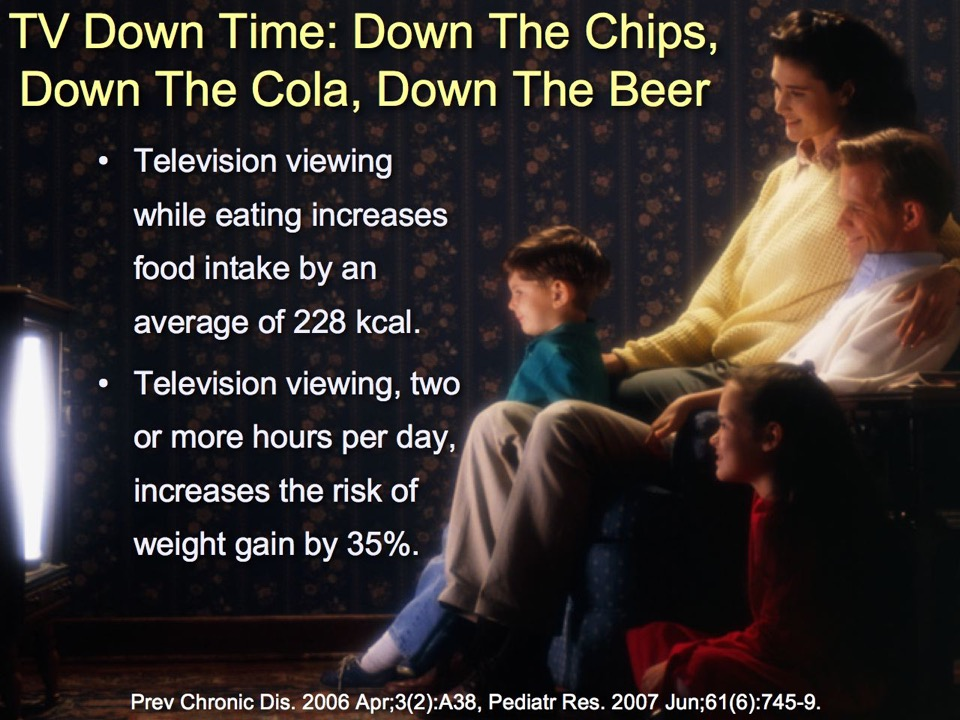 TV Down Time: Down The Chips,
Down The Cola, Down The Beer
• Television viewing
while eating increases
food intake by an
average of 228 kcal.
• Television viewing, two
or more hours per day,
increases the risk of
weight gain by 35%.
Prev Chronic Dis. 2006 Apr;3(2):A38, Pediatr Res. 2007 Jun;61(6):745-9.